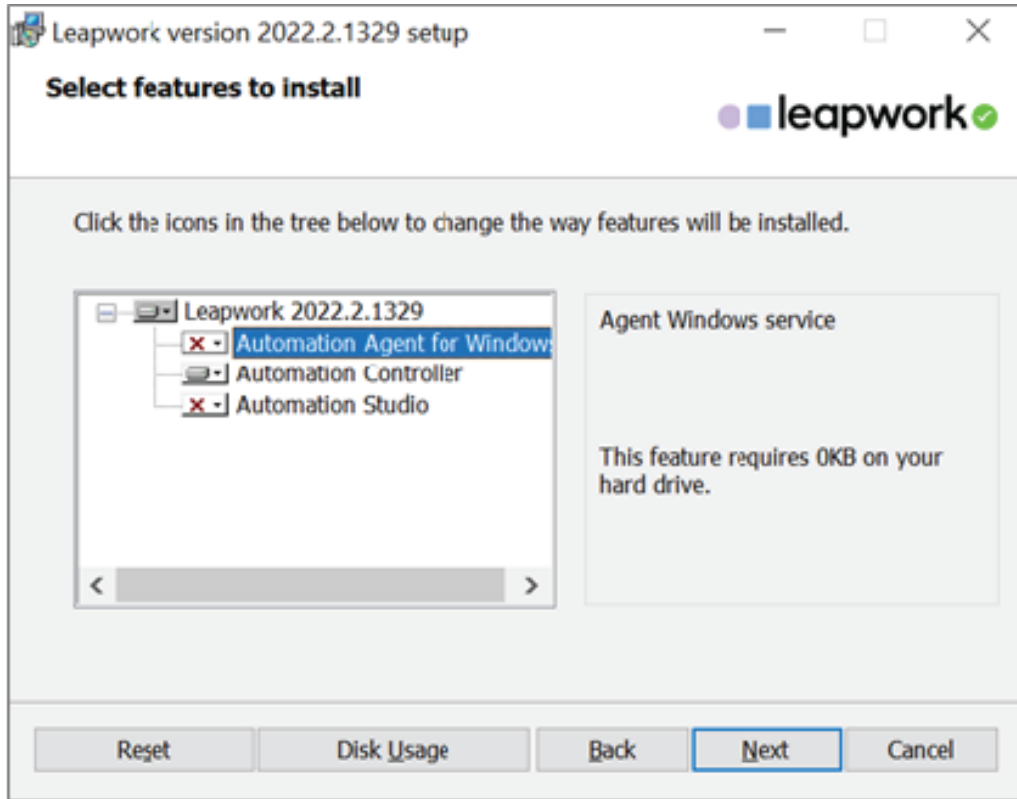 Leapwork version 2022.2.1329 setup
Select features to install
leapwork
Click the icons in the tree below to change the way features will be installed.
Leapwork 2022.2.1329
Automation Agent for Windows
Automation Controller
Automation Studio
Agent Windows service
This feature requires 0KB on your
hard drive.
Reset
Disk Usage
Back
Next
Cancel